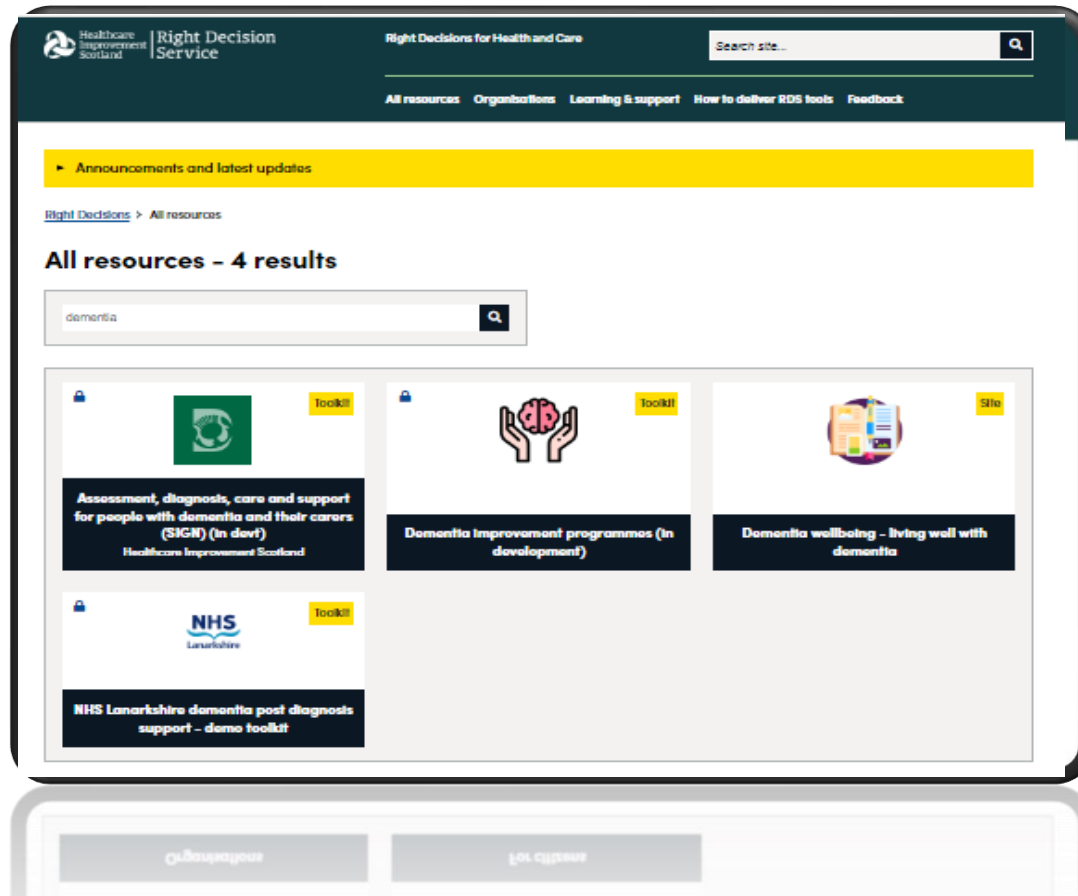 Healthcare
Improvement
Scotland
Right Decision
Service
Right Decisions for Health and Care
Search site...
All resources Organisations Learning & support How to deliver RDS tools Feedback
Announcements and latest updates
Right Decisions > All resources
All resources – 4 results
dementia
Toolkit
Assessment, diagnosis, care and support
for people with dementia and their carers
(SIGN) (in devt)
Healthcare Improvement Scotland
Toolkit
Dementia improvement programmes (in
development)
Site
Dementia wellbeing – living well with
dementia
Toolkit
NHS
Lanarkshire
NHS Lanarkshire dementia post diagnosis
support – demo toolkit
Organisations
For citizens